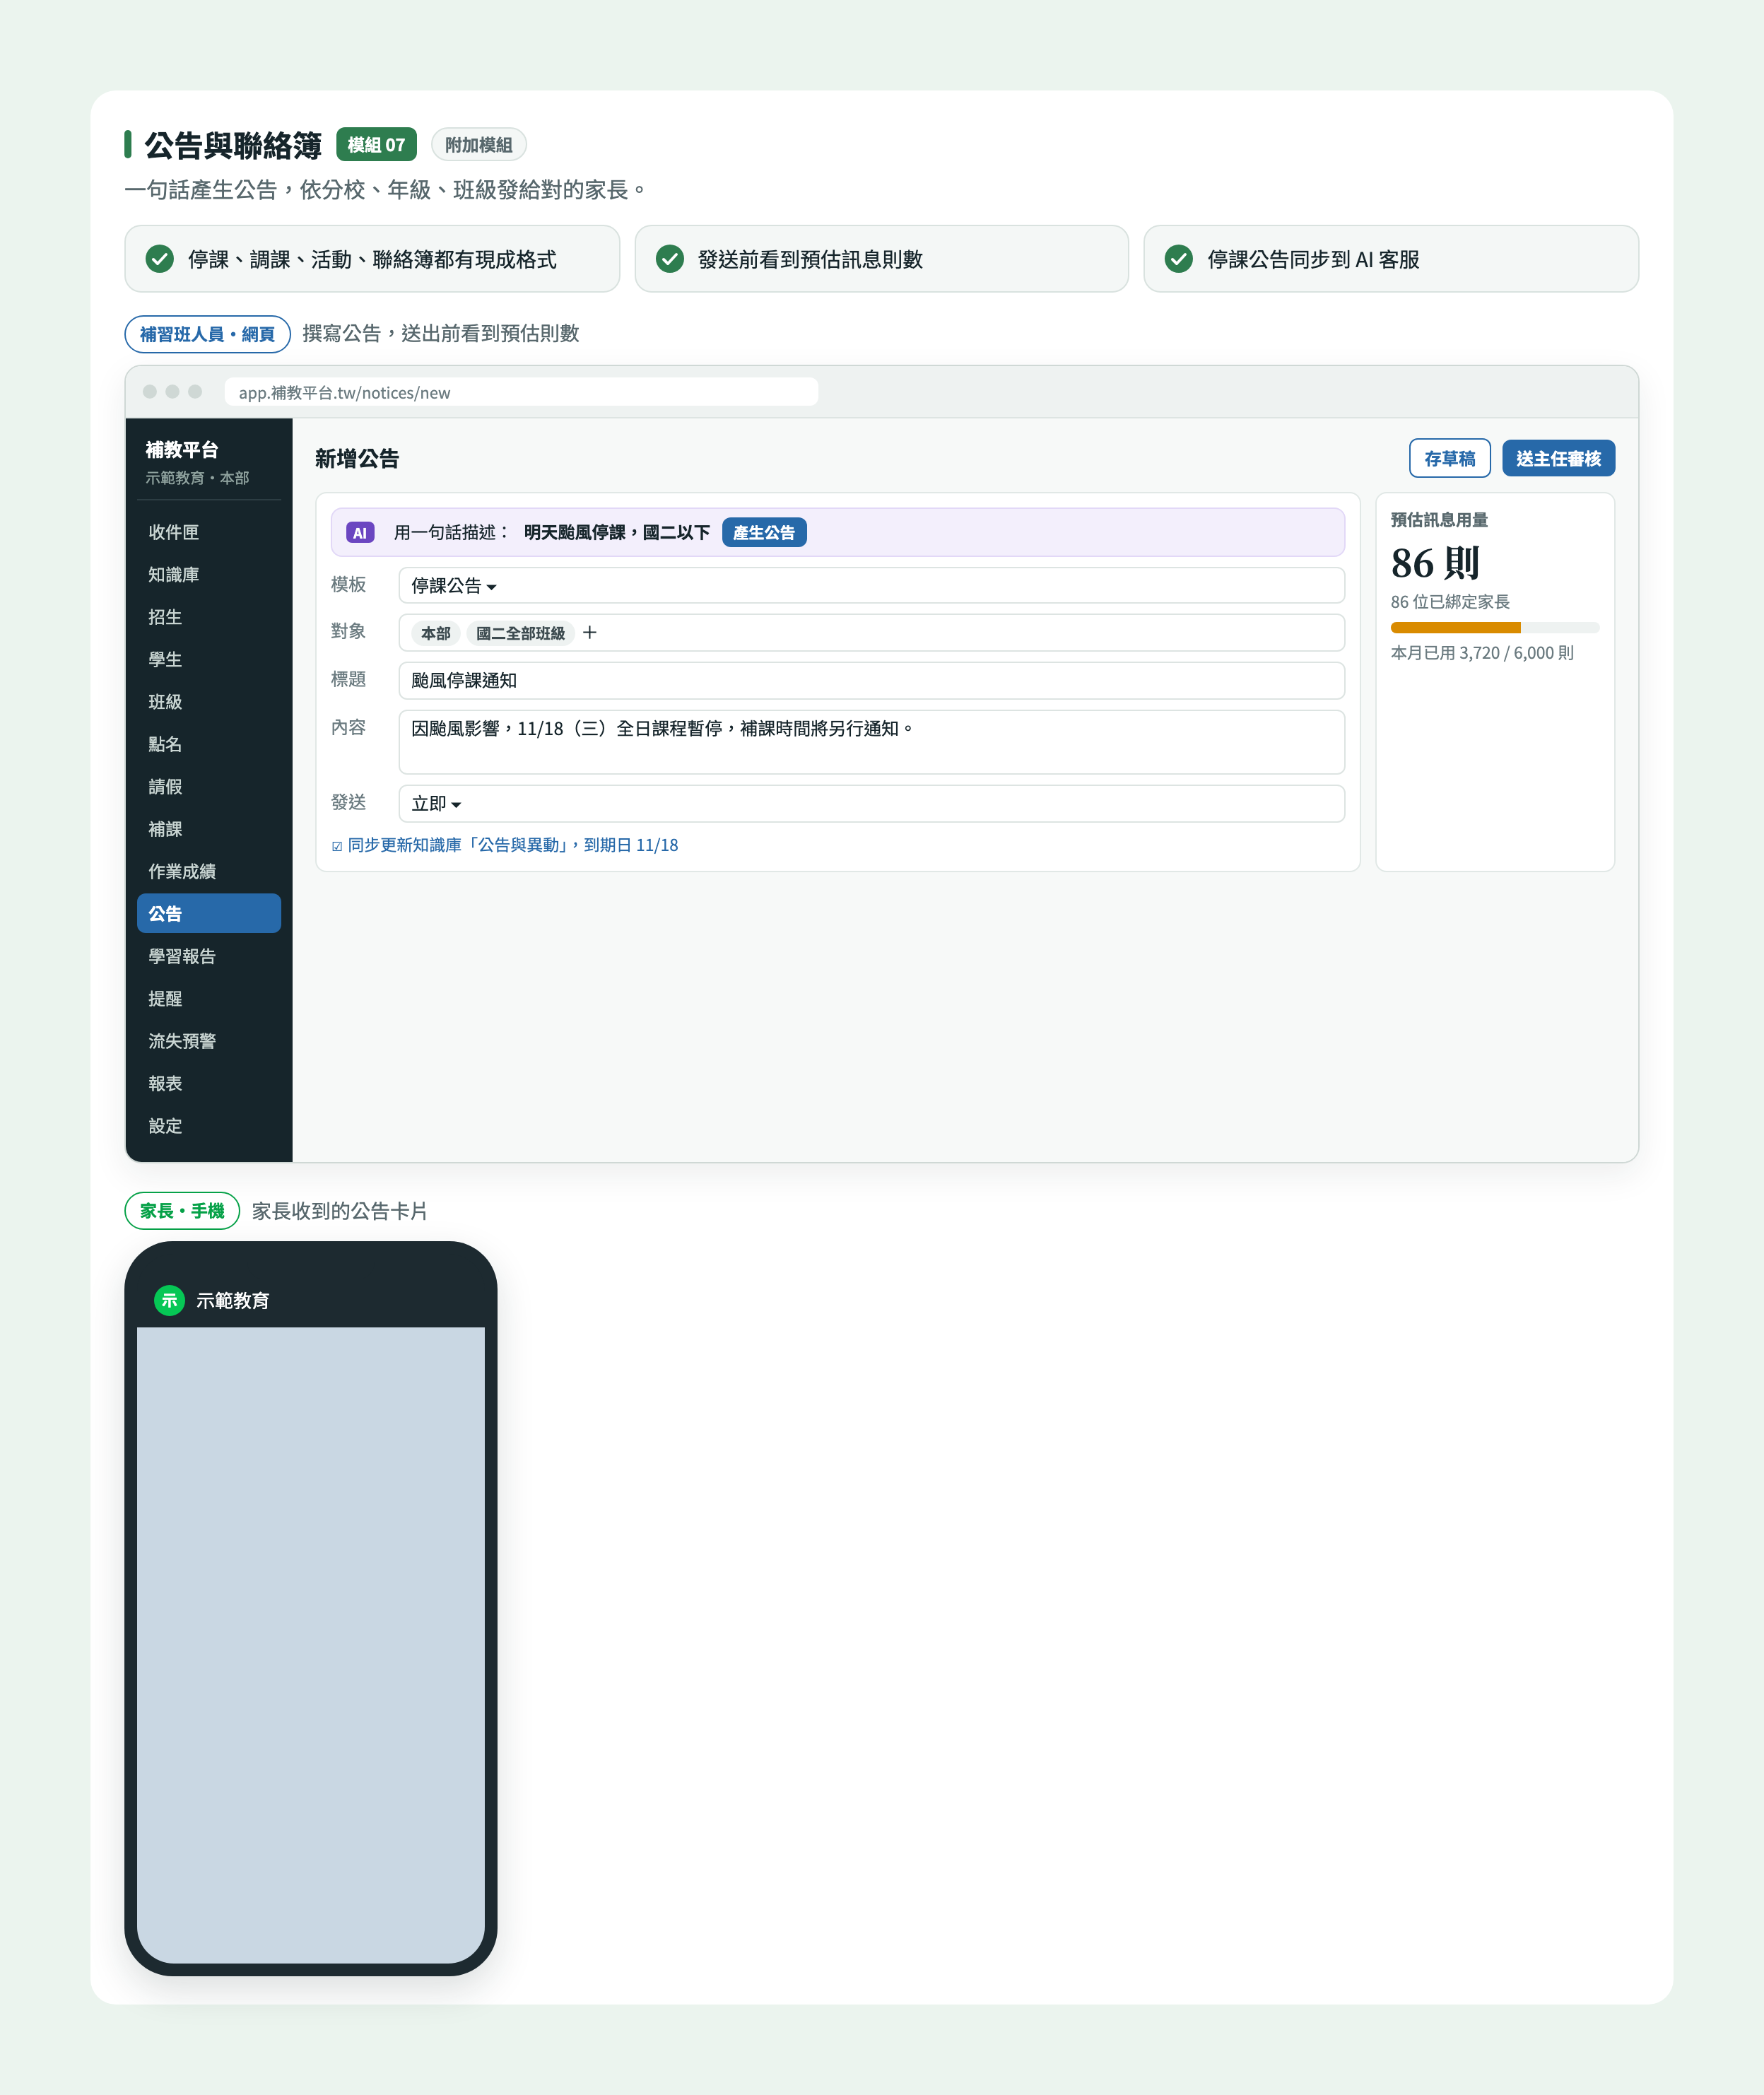 公告與聯絡簿 模組 07 附加模組
一句話產生公告，依分校、年級、班級發給對的家長。
停課、調課、活動、聯絡簿都有現成格式
發送前看到預估訊息則數
停課公告同步到 AI 客服
補習班人員・網頁 撰寫公告，送出前看到預估則數
app.補教平台.tw/notices/new
補教平台
示範教育・本部
收件匣
知識庫
招生
學生
班級
點名
請假
補課
作業成績
公告
學習報告
提醒
流失預警
報表
設定
新增公告 存草稿 送主任審核
AI 用一句話描述： 明天颱風停課，國二以下 產生公告
模板 停課公告
對象 本部 國二全部班級 ＋
標題 颱風停課通知
內容 因颱風影響，11/18（三）全日課程暫停，補課時間將另行通知。
發送 立即
☑ 同步更新知識庫「公告與異動」，到期日 11/18
預估訊息用量
86 則
86 位已綁定家長
本月已用 3,720 / 6,000 則
家長・手機 家長收到的公告卡片
示 示範教育